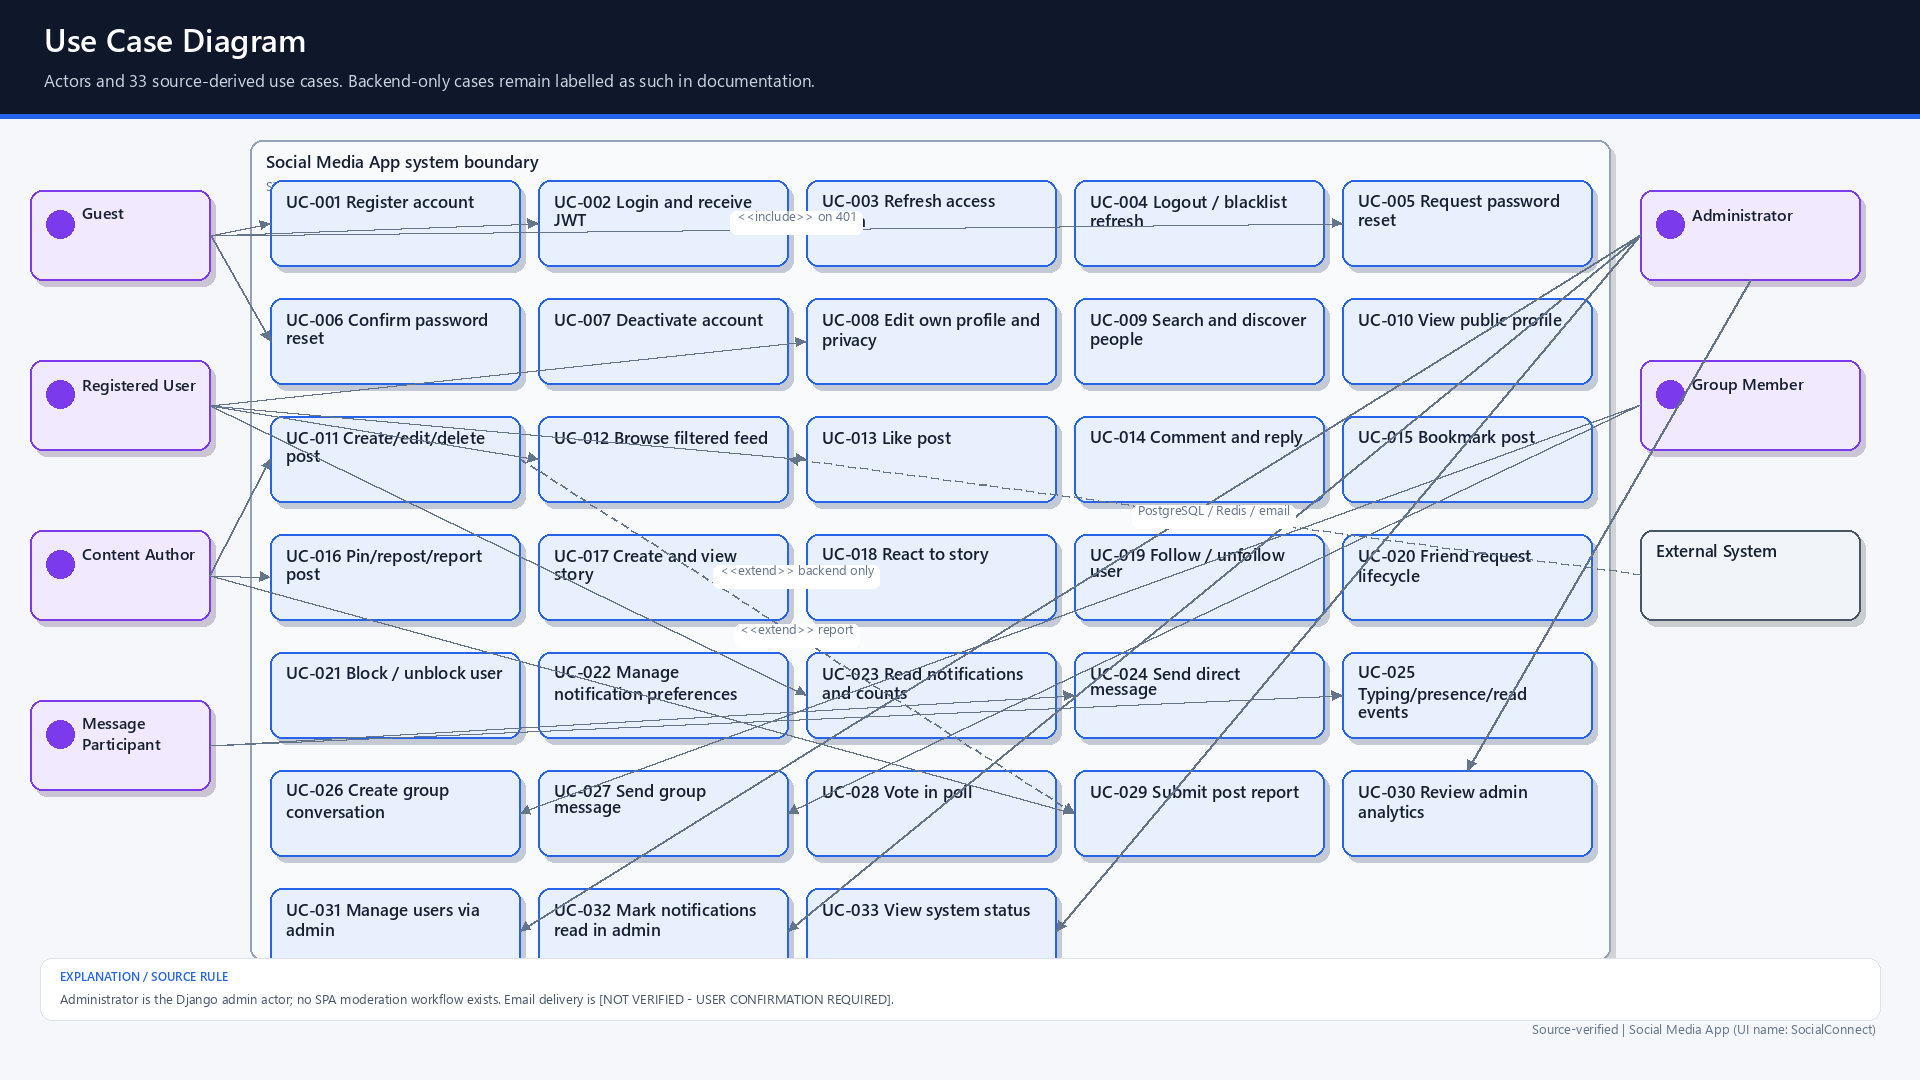 Use Case Diagram
Actors and 33 source-derived use cases. Backend-only cases remain labelled as such in documentation.
Social Media App system boundary
Guest
Registered User
Content Author
Message
Participant
Administrator
Group Member
External System
UC-001 Register account
UC-002 Login and receive
JWT
<<include>> on 401
UC-003 Refresh access
UC-004 Logout / blacklist
refresh
UC-005 Request password
reset
UC-006 Confirm password
reset
UC-007 Deactivate account
UC-008 Edit own profile and
privacy
UC-009 Search and discover
people
UC-010 View public profile
UC-011 Create/edit/delete
post
UC-012 Browse filtered feed
UC-013 Like post
UC-014 Comment and reply
UC-015 Bookmark post
PostgreSQL / Redis / email
UC-016 Pin/repost/report
post
UC-017 Create and view
story
<<extend>> backend only
UC-018 React to story
UC-019 Follow / unfollow
user
UC-020 Friend request
lifecycle
<<extend>> report
UC-021 Block / unblock user
UC-022 Manage
notification preferences
UC-023 Read notifications
and counts
UC-024 Send direct
message
UC-025
Typing/presence/read
events
UC-026 Create group
conversation
UC-027 Send group
message
UC-028 Vote in poll
UC-029 Submit post report
UC-030 Review admin
analytics
UC-031 Manage users via
admin
UC-032 Mark notifications
read in admin
UC-033 View system status
EXPLANATION / SOURCE RULE
Administrator is the Django admin actor; no SPA moderation workflow exists. Email delivery is [NOT VERIFIED - USER CONFIRMATION REQUIRED].
Source-verified | Social Media App (UI name: SocialConnect)